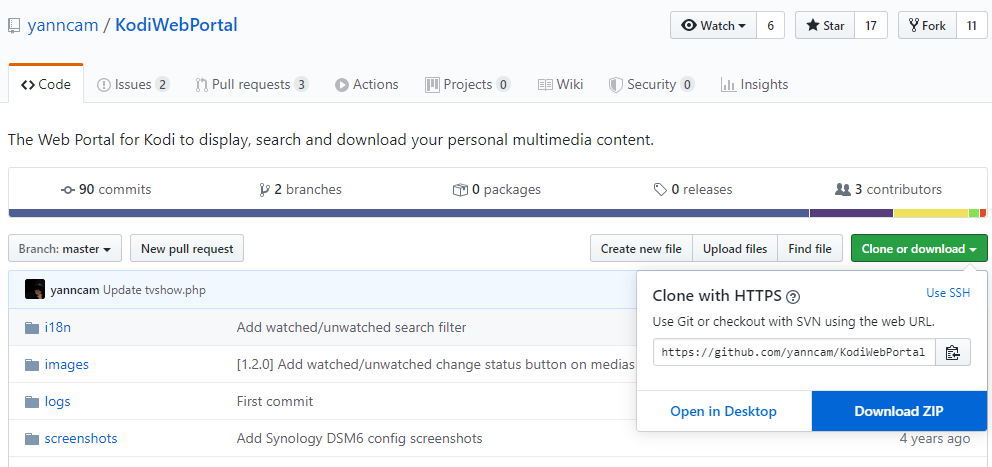 yanncam / KodiWebPortal
Watch 6 Star 17 Fork 11
Code Issues 2 Pull requests 3 Actions Projects 0 Wiki Security 0 Insights
The Web Portal for Kodi to display, search and download your personal multimedia content.
90 commits 2 branches 0 packages 0 releases 3 contributors
Branch: master New pull request Create new file Upload files Find file Clone or download
yanncam Update tvshow.php
i18n Add watched/unwatched search filter
images [1.2.0] Add watched/unwatched change status button on medias
logs First commit
screenshots Add Synology DSM6 config screenshots 4 years ago
Clone with HTTPS ? Use SSH
Use Git or checkout with SVN using the web URL.
https://github.com/yanncam/KodiWebPortal
Open in Desktop Download ZIP